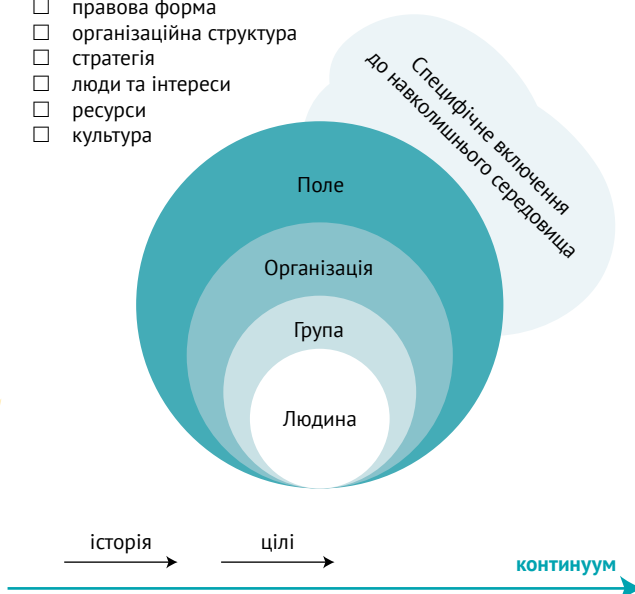 ☐ правова форма
☐ організаційна структура
☐ стратегія
☐ люди та інтереси
☐ ресурси
☐ культура
Специфічне включення
до навколишнього середовища
Поле
Організація
Група
Людина
історія
цілі
континуум